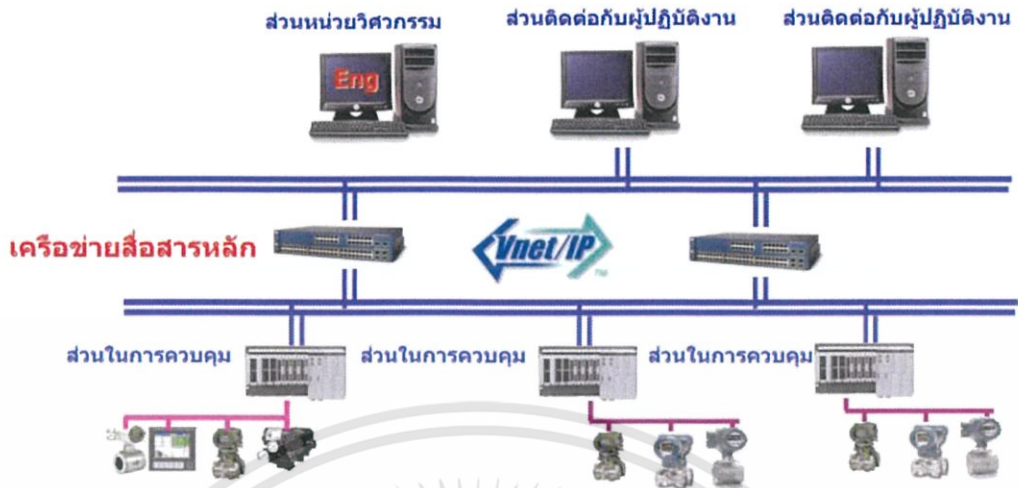 ส่วนหน่วยวิศวกรรม
ส่วนติดต่อกับผู้ปฏิบัติงาน
ส่วนติดต่อกับผู้ปฏิบัติงาน
Eng
เครือข่ายสื่อสารหลัก
Vnet/IP
TM
ส่วนในการควบคุม
ส่วนในการควบคุม
ส่วนในการควบคุม